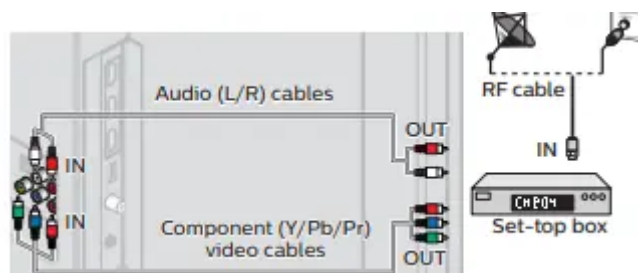 Audio (L/R) cables
OUT
IN
IN
Component (Y/Pb/Pr)
video cables
OUT
RF cable
IN
CH P04
Set-top box